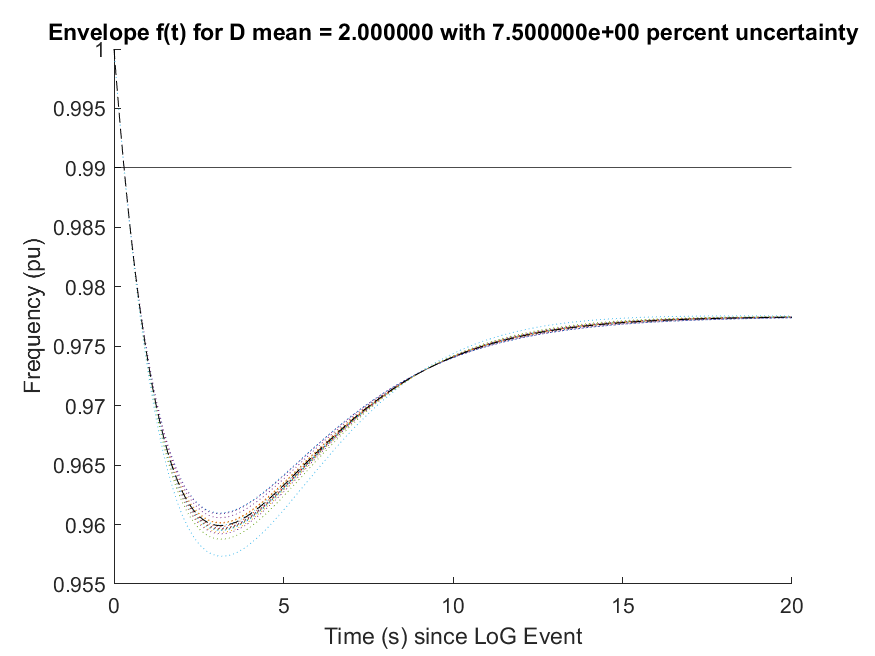 Envelope f(t) for D mean = 2.000000 with 7.500000e+00 percent uncertainty
1
0.995
0.99
0.985
0.98
0.975
0.97
0.965
0.96
0.955
Frequency (pu)
0 5 10 15 20
Time (s) since LoG Event